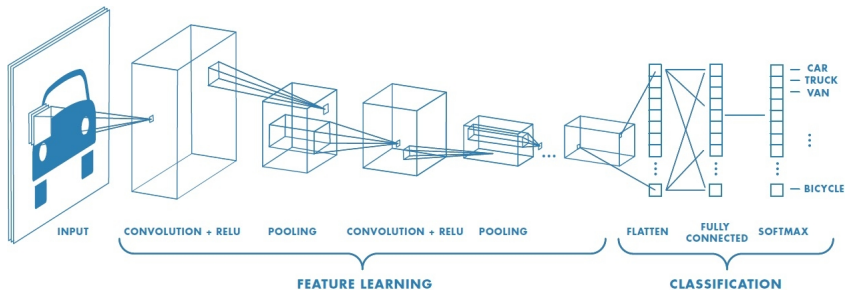 CAR
TRUCK
VAN
BICYCLE
INPUT
CONVOLUTION + RELU
POOLING
CONVOLUTION + RELU
POOLING
FLATTEN
FULLY
CONNECTED
SOFTMAX
FEATURE LEARNING
CLASSIFICATION